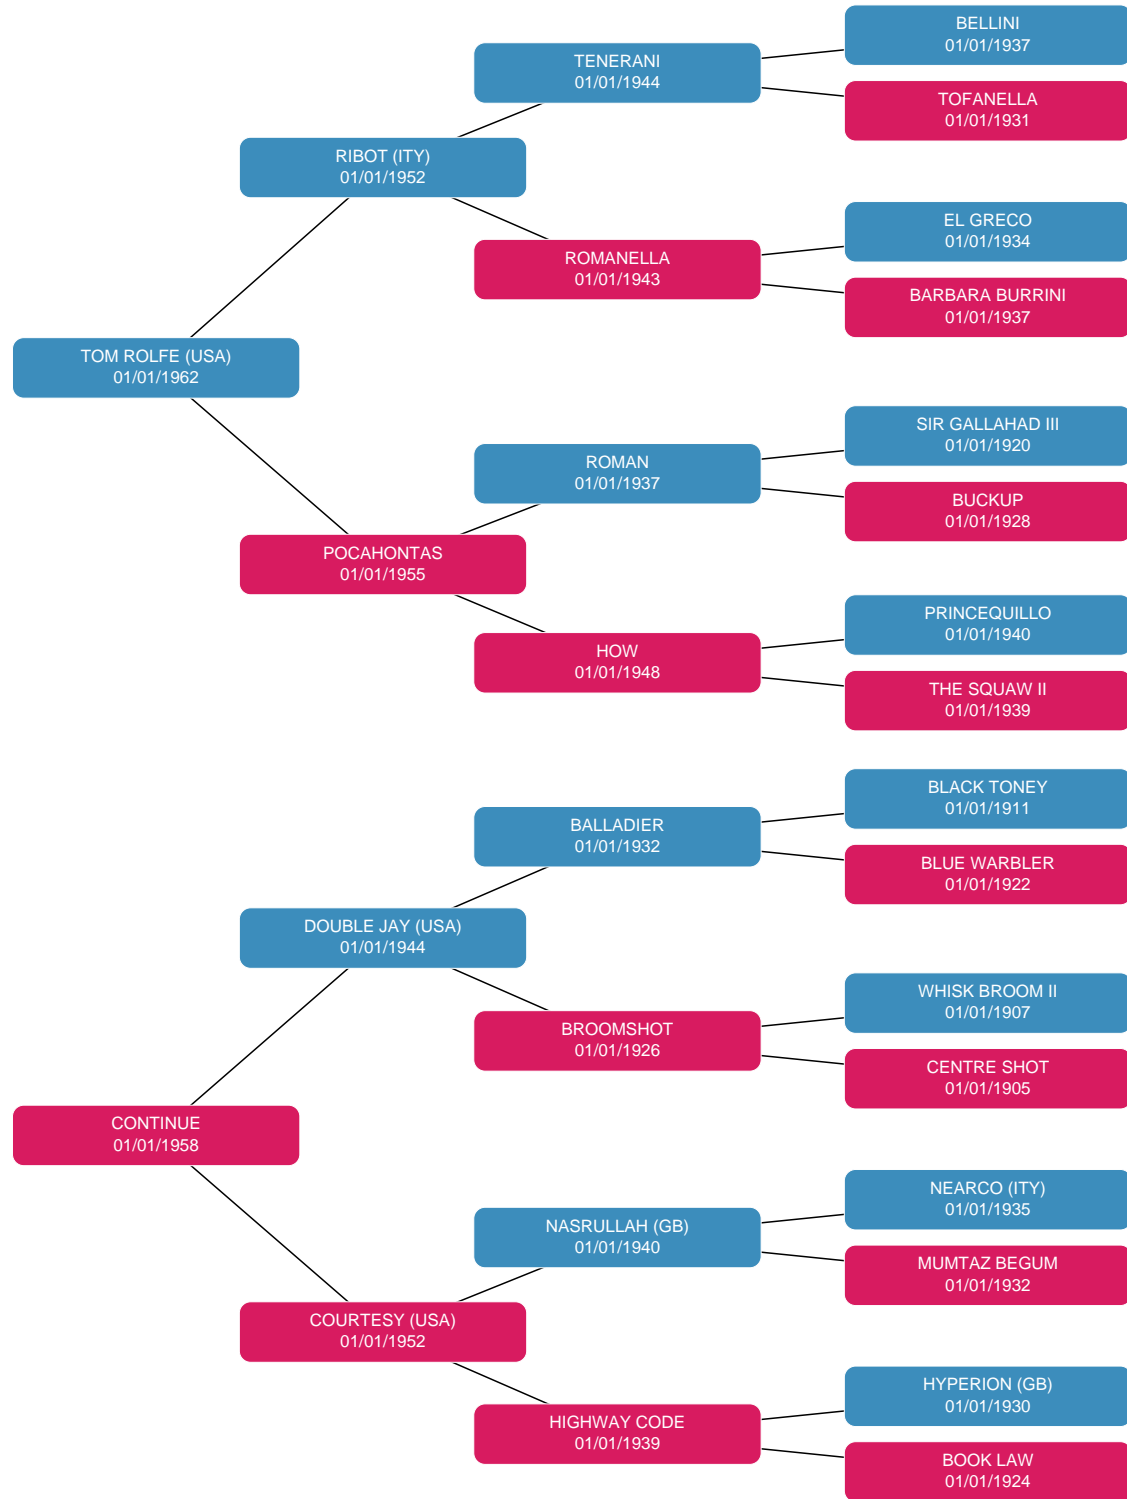 BELLINI
01/01/1937
TENERANI
01/01/1944
TOFANELLA
01/01/1931
RIBOT (ITY)
01/01/1952
EL GRECO
01/01/1934
ROMANELLA
01/01/1943
BARBARA BURRINI
01/01/1937
TOM ROLFE (USA)
01/01/1962
SIR GALLAHAD III
01/01/1920
ROMAN
01/01/1937
BUCKUP
01/01/1928
POCAHONTAS
01/01/1955
PRINCEQUILLO
01/01/1940
HOW
01/01/1948
THE SQUAW II
01/01/1939
BLACK TONEY
01/01/1911
BALLADIER
01/01/1932
BLUE WARBLER
01/01/1922
DOUBLE JAY (USA)
01/01/1944
WHISK BROOM II
01/01/1907
BROOMSHOT
01/01/1926
CENTRE SHOT
01/01/1905
CONTINUE
01/01/1958
NEARCO (ITY)
01/01/1935
NASRULLAH (GB)
01/01/1940
MUMTAZ BEGUM
01/01/1932
COURTESY (USA)
01/01/1952
HYPERION (GB)
01/01/1930
HIGHWAY CODE
01/01/1939
BOOK LAW
01/01/1924